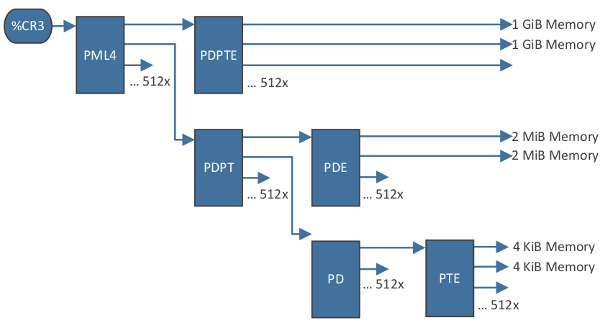 %CR3
PML4
... 512x
PDPTE
... 512x
1 GiB Memory
1 GiB Memory
PDPT
... 512x
PDE
... 512x
2 MiB Memory
2 MiB Memory
PD
... 512x
PTE
... 512x
4 KiB Memory
4 KiB Memory